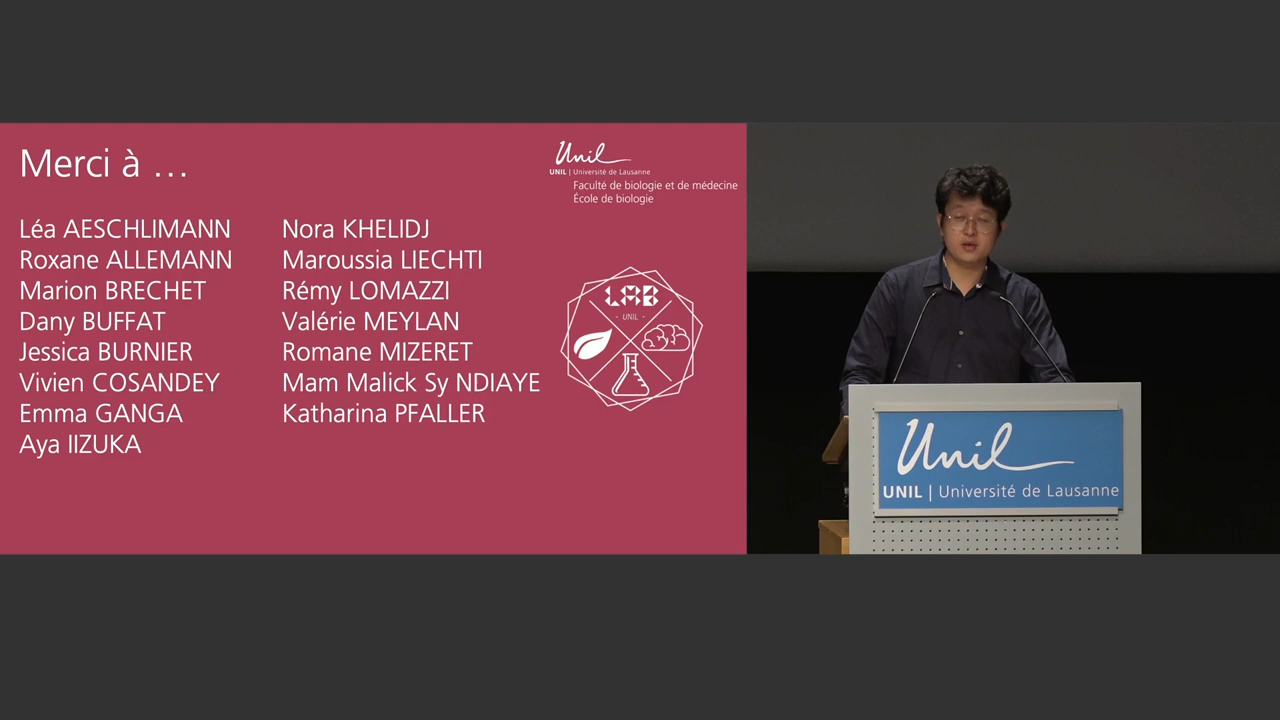 Merci à ...
Unil
UNIL | Université de Lausanne
Faculté de biologie et de médecine
École de biologie
Léa AESCHLIMANN
Roxane ALLEMANN
Marion BRECHET
Dany BUFFAT
Jessica BURNIER
Vivien COSANDEY
Emma GANGA
Aya IIZUKA
Nora KHELIDJ
Maroussia LIECHTI
Rémy LOMAZZI
Valérie MEYLAN
Romane MIZERET
Mam Malick Sy NDIAYE
Katharina PFALLER
LAB
- UNIL -
Unil
UNIL | Université de Lausanne